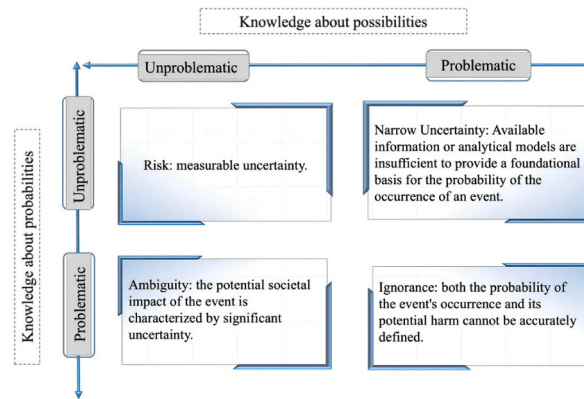 Knowledge about possibilities
Unproblematic
Problematic
Knowledge about probabilities
Unproblematic
Risk: measurable uncertainty.
Narrow Uncertainty: Available
information or analytical models are
insufficient to provide a foundational
basis for the probability of the
occurrence of an event.
Problematic
Ambiguity: the potential societal
impact of the event is
characterized by significant
uncertainty.
Ignorance: both the probability of
the event's occurrence and its
potential harm cannot be accurately
defined.